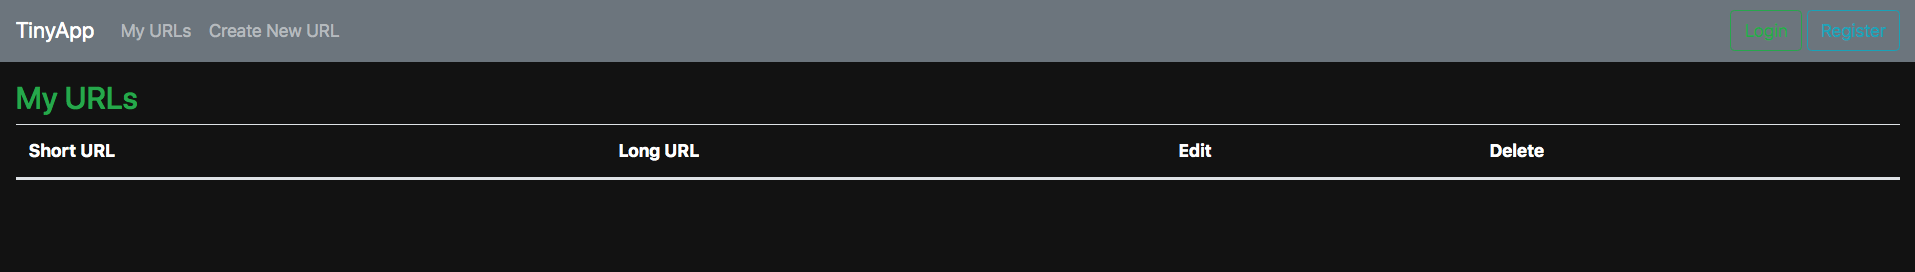 TinyApp My URLs Create New URL Login Register
My URLs
Short URL Long URL Edit Delete